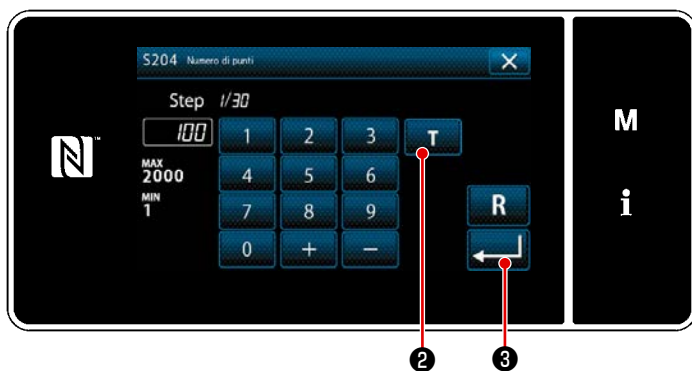 S204 Numero di punti
Step 1/30
100 1 2 3 T
MAX
2000 4 5 6
MIN
1 7 8 9 R
0 + −
M
i
N™
❷ ❸